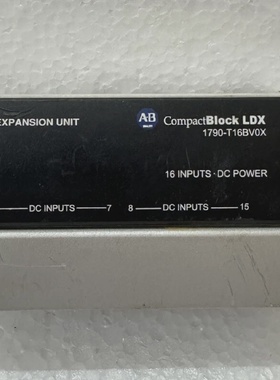 EXPANSION UNIT
AB CompactBlock LDX
1790-T16BV0X
16 INPUTS · DC POWER
DC INPUTS 7 8 DC INPUTS 15